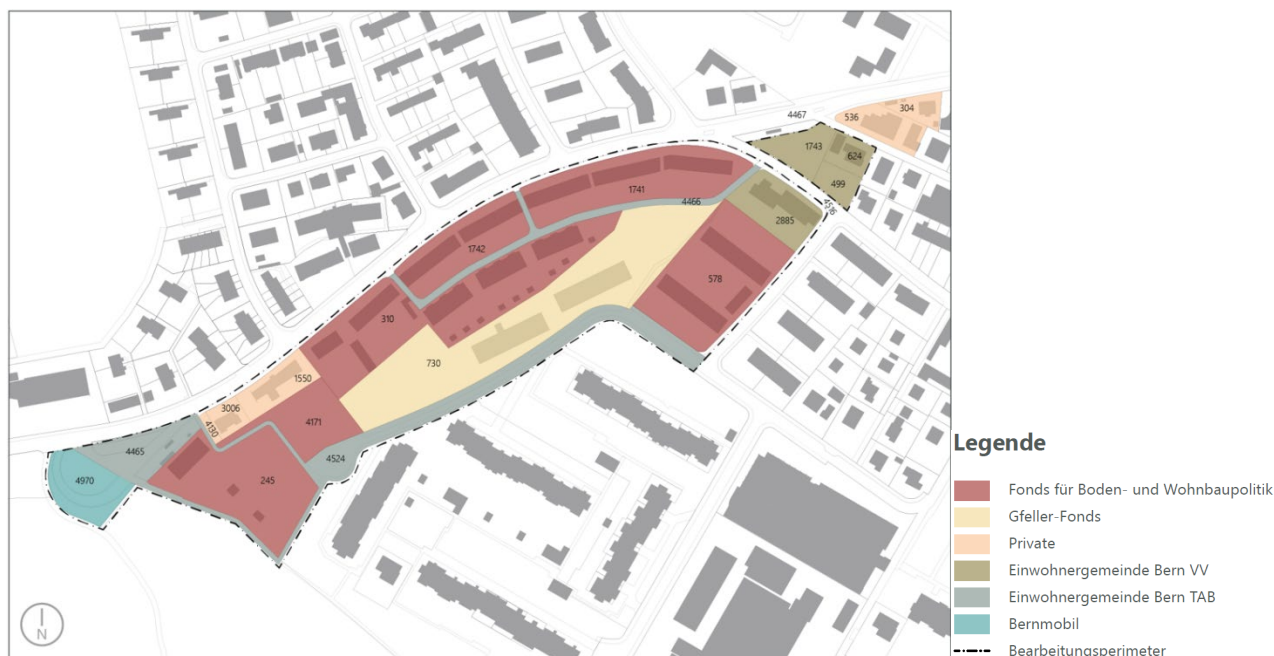 304
4467
536
1743
624
499
1741
4466
4516
2885
1742
578
310
730
1550
3006
4130
4171
4465
4524
245
4970
N
Legende
Fonds für Boden- und Wohnbaupolitik
Gfeller-Fonds
Private
Einwohnergemeinde Bern VV
Einwohnergemeinde Bern TAB
Bernmobil
Bearbeitungsperimeter